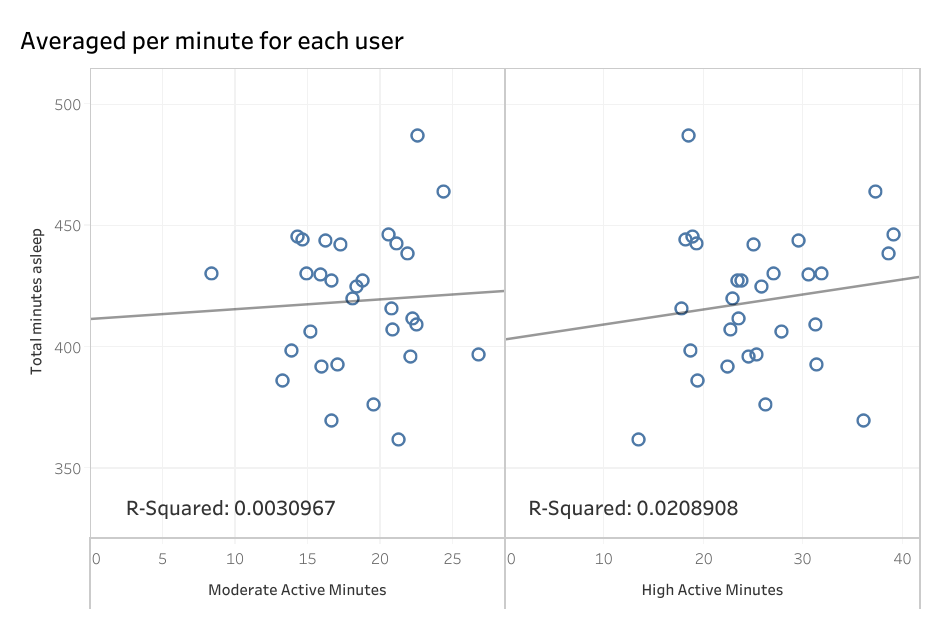 Averaged per minute for each user
Total minutes asleep
500
450
400
350
R-Squared: 0.0030967
R-Squared: 0.0208908
0 5 10 15 20 25
0 10 20 30 40
Moderate Active Minutes
High Active Minutes